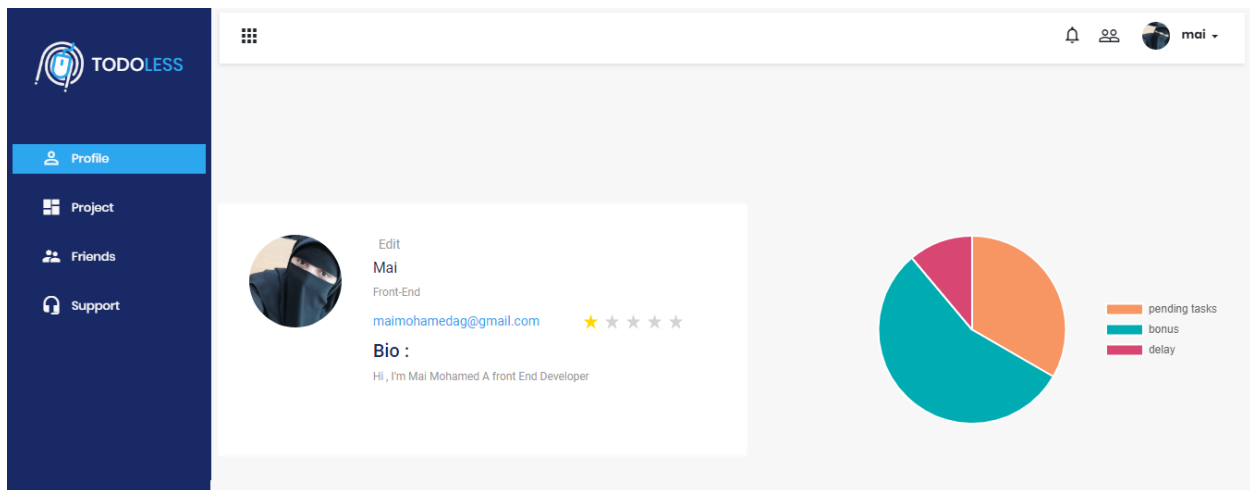 TODOLESS
mai
Profile
Project
Friends
Support
Edit
Mai
Front-End
maimohamedag@gmail.com
Bio :
Hi , I'm Mai Mohamed A front End Developer
pending tasks
bonus
delay